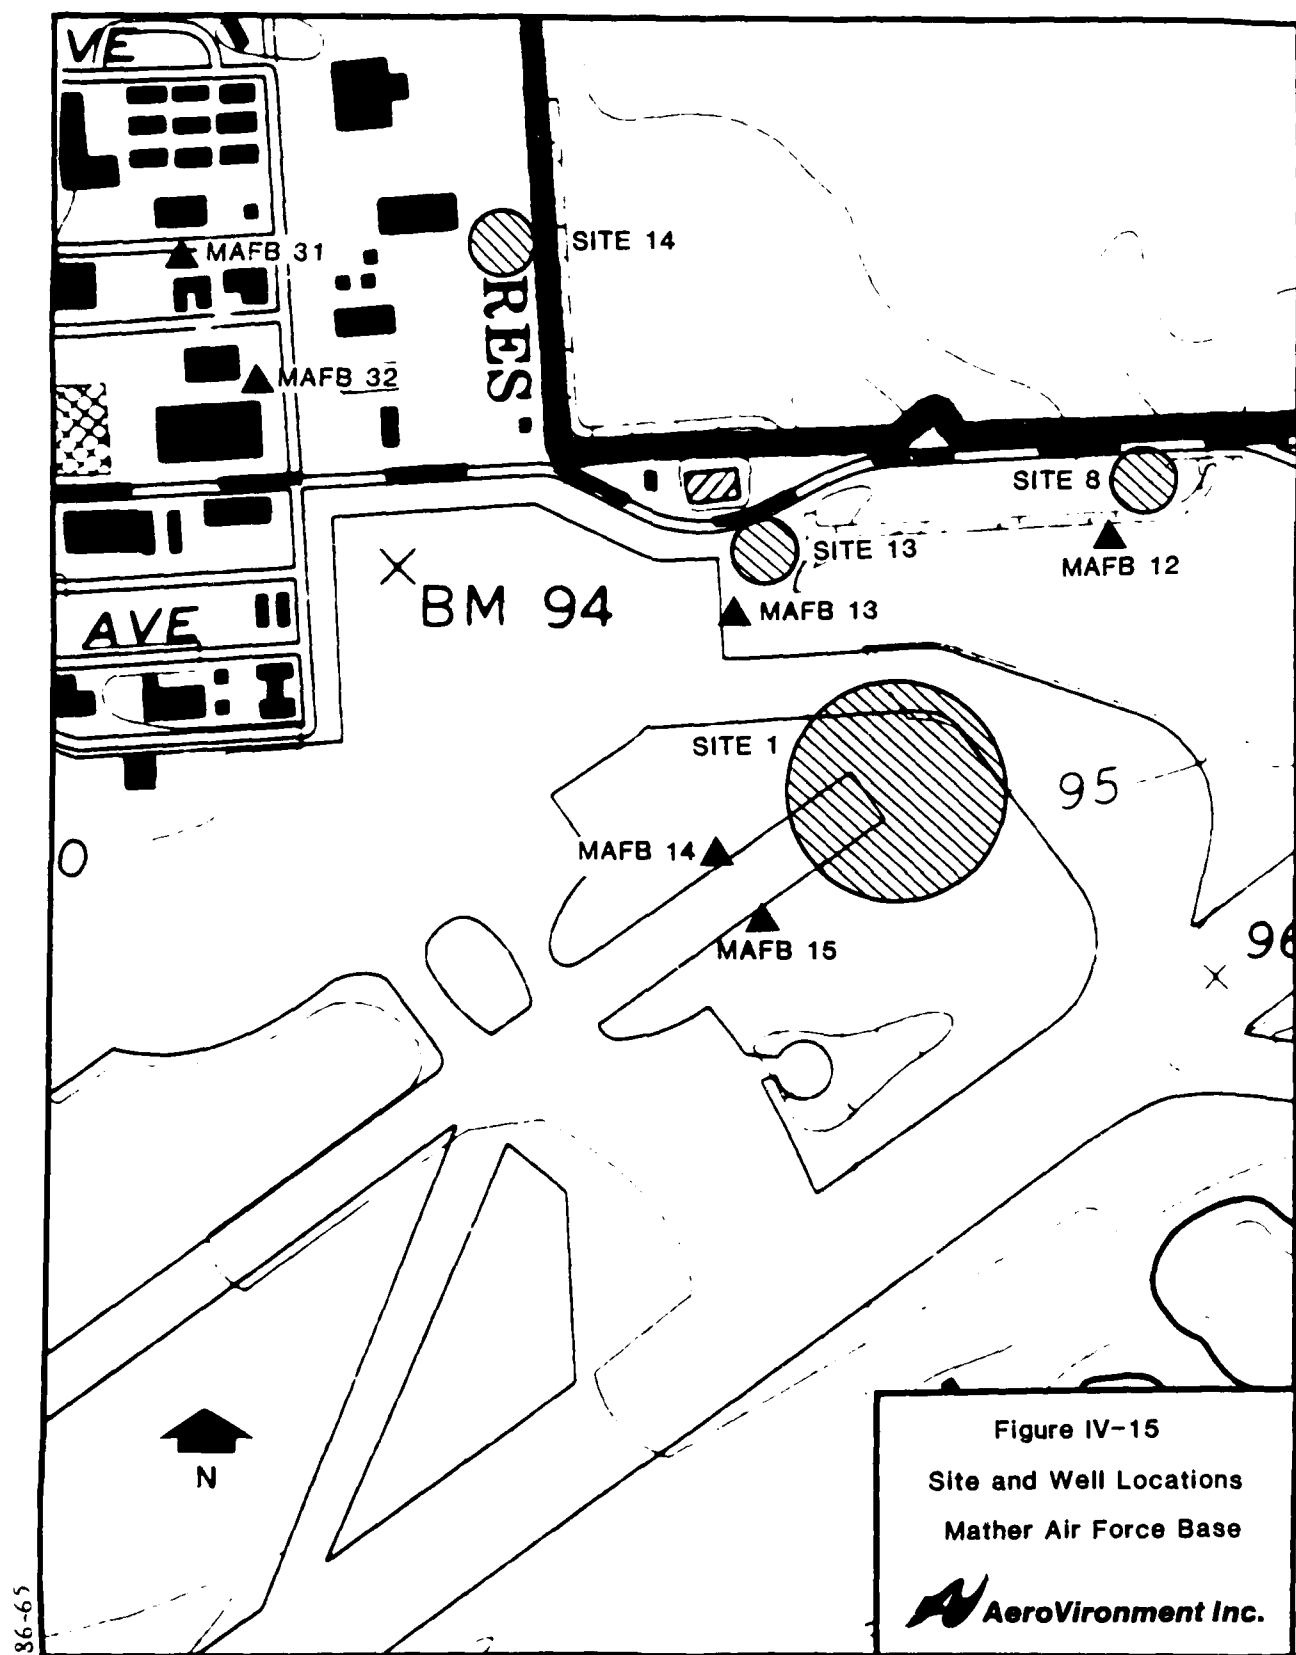 VE
SITE 14
MAFB 31
RES.
MAFB 32
SITE 8
SITE 13
MAFB 12
BM 94
MAFB 13
AVE
SITE 1
95
MAFB 14
0
MAFB 15
96
N
Figure IV-15
Site and Well Locations
Mather Air Force Base
AeroVironment Inc.
86-65